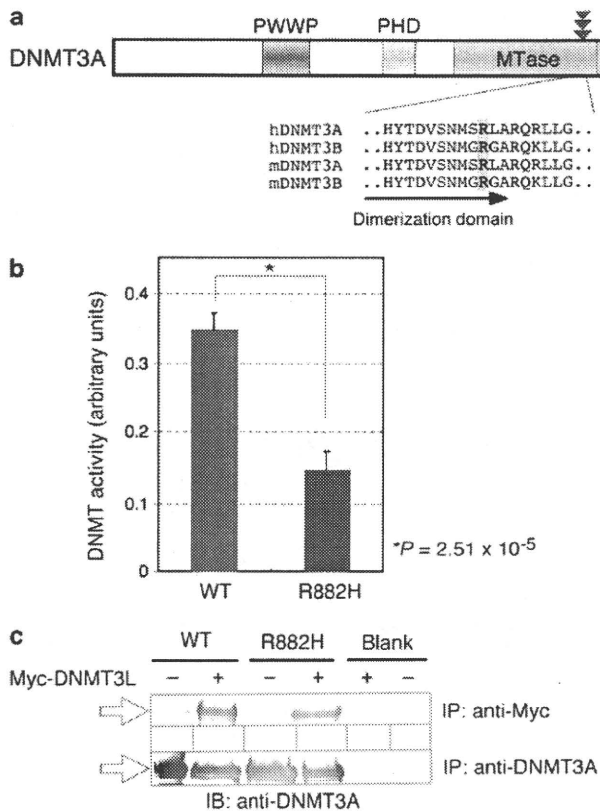 a
PWWP PHD
DNMT3A MTase
hDNMT3A ..HYTDVSNMSRLARQRLLG..
hDNMT3B ..HYTDVSNMGRGARQKLLG..
mDNMT3A ..HYTDVSNMSRLARQRLLG..
mDNMT3B ..HYTDVSNMGRGARQKLLG..
Dimerization domain
b
DNMT activity (arbitrary units)
0.4
0.3
0.2
0.1
0
*
WT R882H
*P = 2.51 x 10-5
c
WT R882H Blank
Myc-DNMT3L – + – + + –
IP: anti-Myc
IP: anti-DNMT3A
IB: anti-DNMT3A